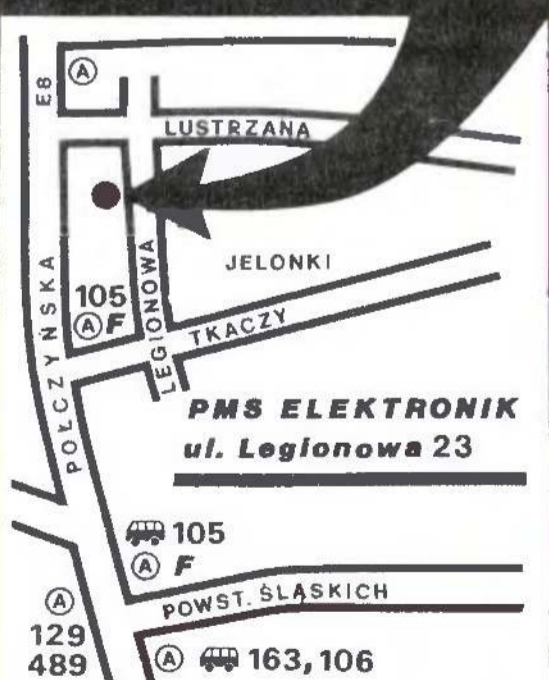 E8
Ⓐ
LUSTRZANA
JELONKI
105
Ⓐ F
POŁCZYŃSKA
LEGIONOWA
TKACZY
PMS ELEKTRONIK
ul. Legionowa 23
105
Ⓐ F
POWST. ŚLĄSKICH
Ⓐ
129
489
Ⓐ 163, 106